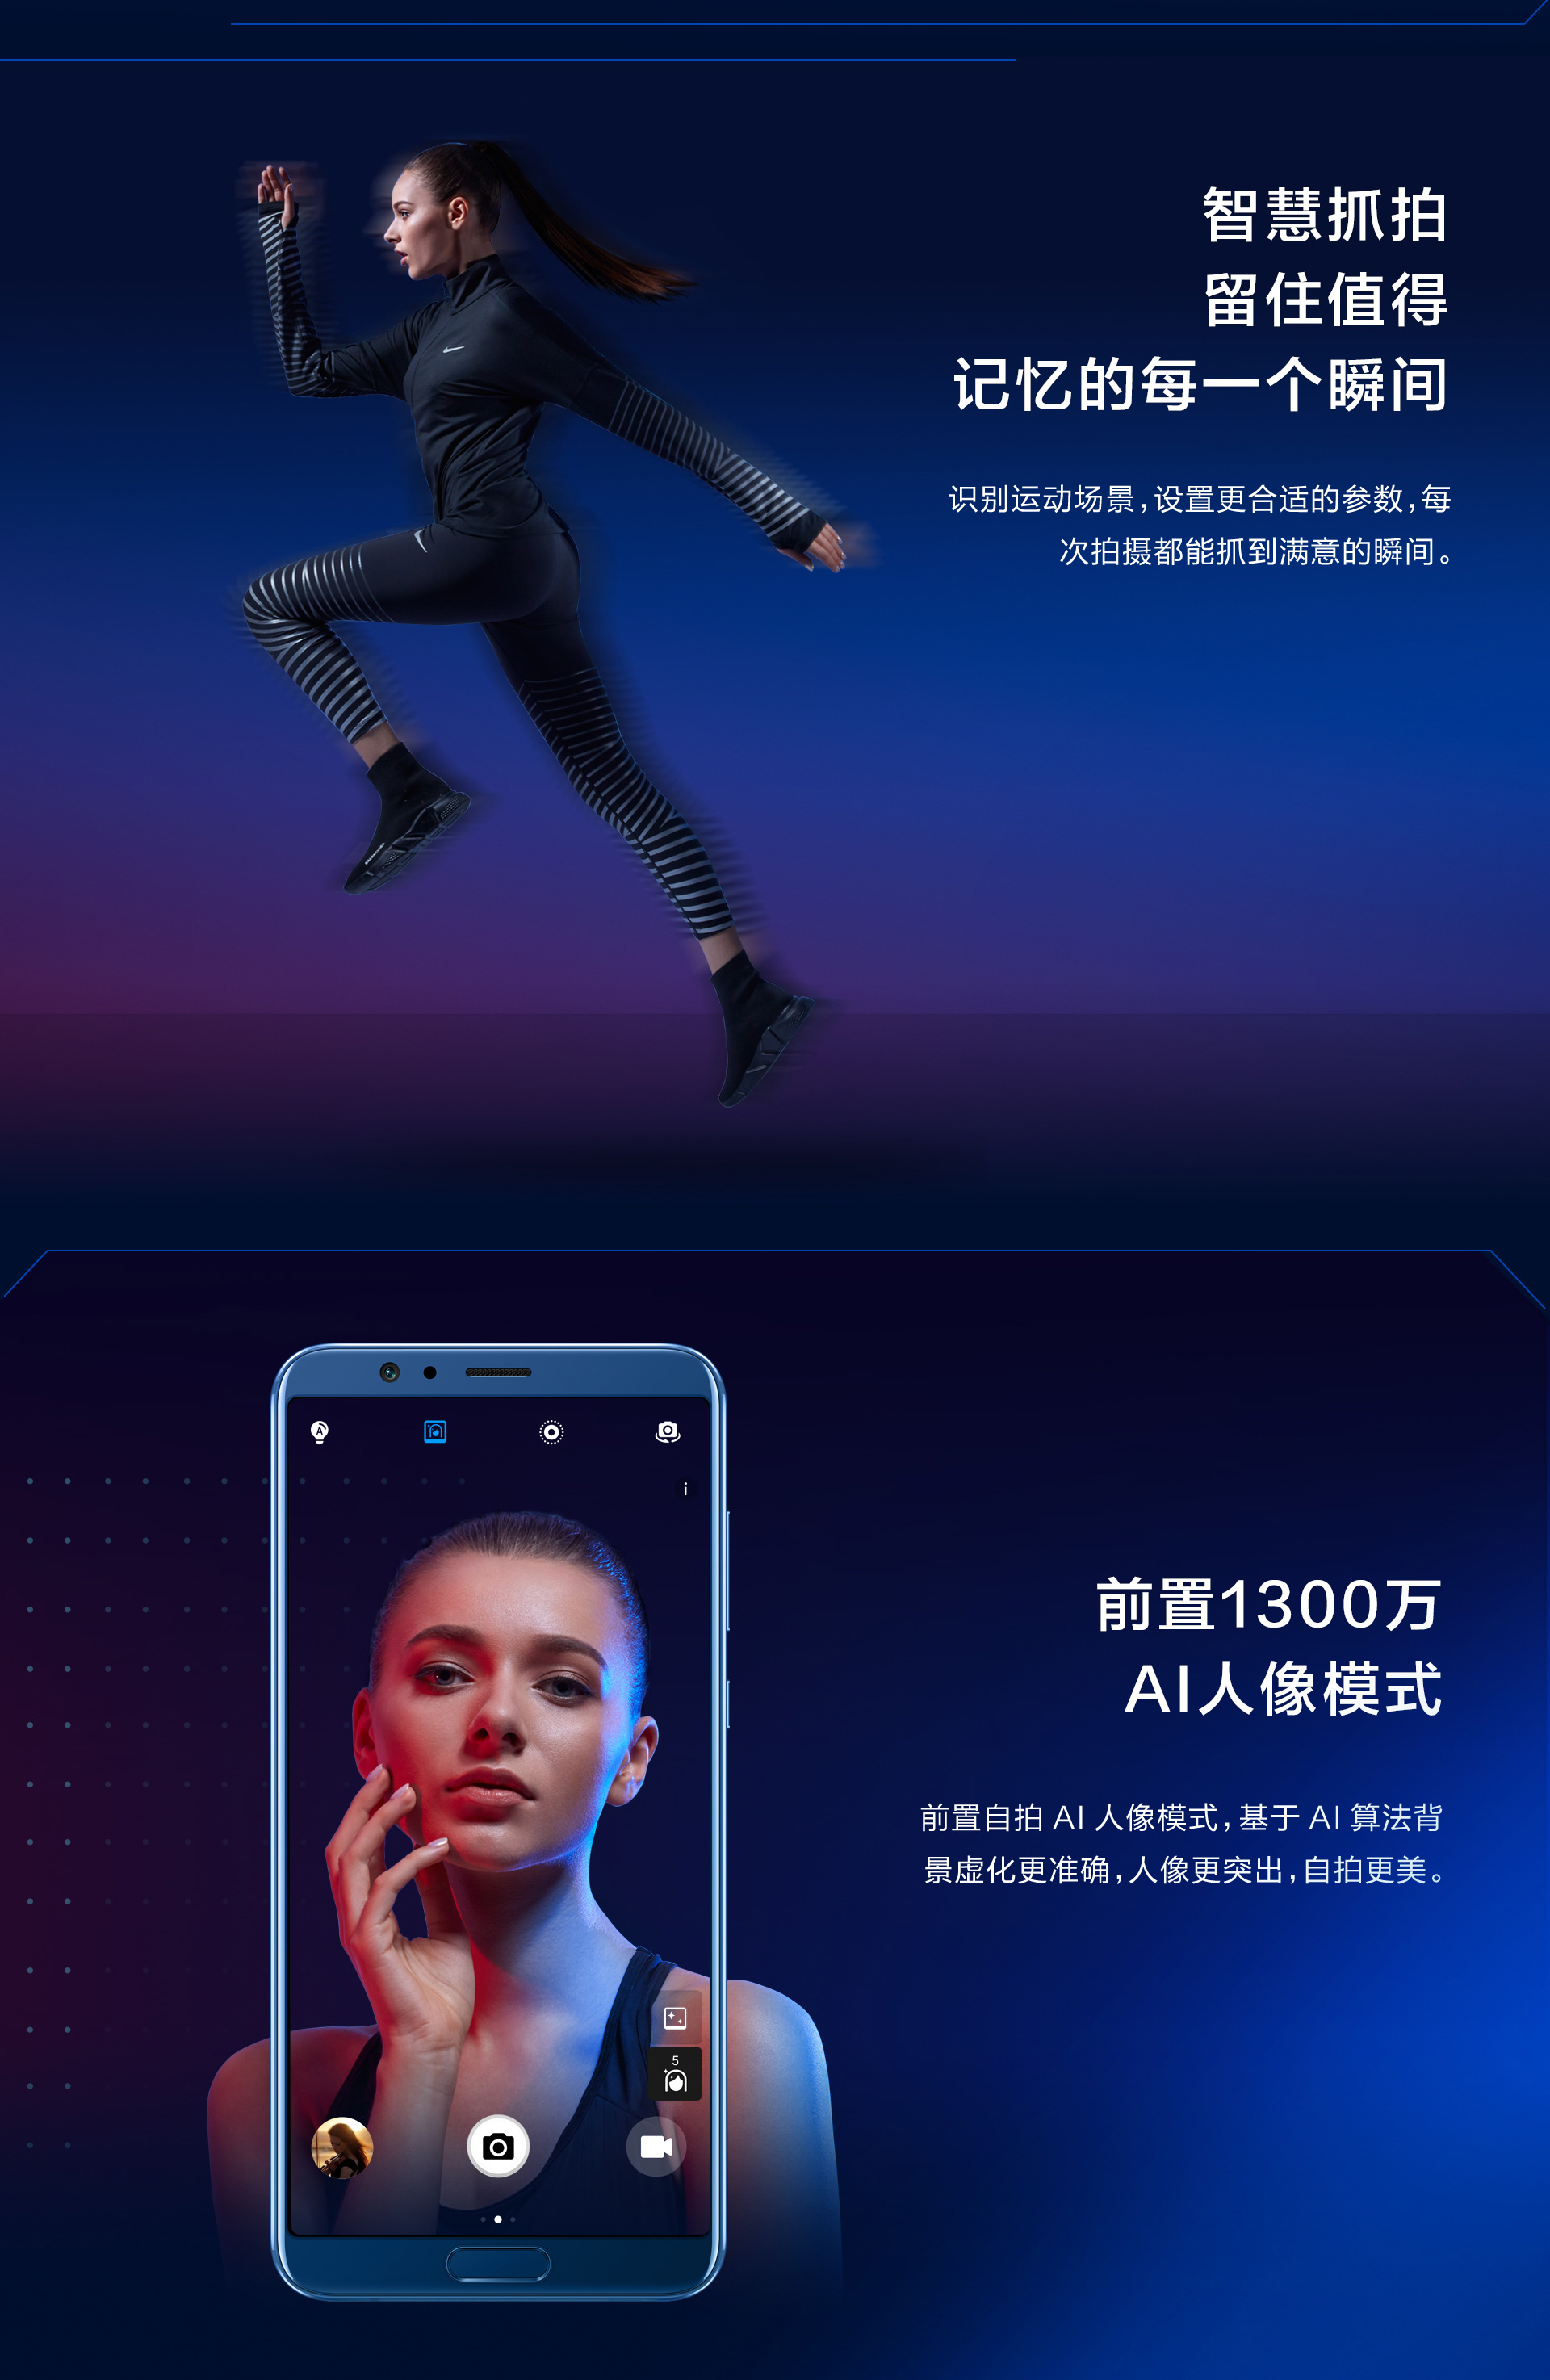 智慧抓拍
留住值得
记忆的每一个瞬间
识别运动场景,设置更合适的参数,每
次拍摄都能抓到满意的瞬间。
A
i
前置1300万
AI人像模式
前置自拍 AI 人像模式,基于 AI 算法背
景虚化更准确,人像更突出,自拍更美。
5